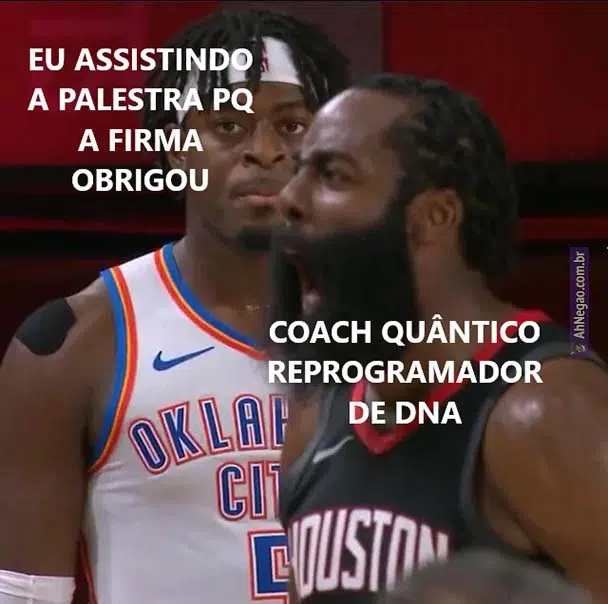 EU ASSISTINDO
A PALESTRA PQ
A FIRMA
OBRIGOU
COACH QUÂNTICO
REPROGRAMADOR
DE DNA
AhNegao.com.br
OKLAH
CIT
HOUSTON